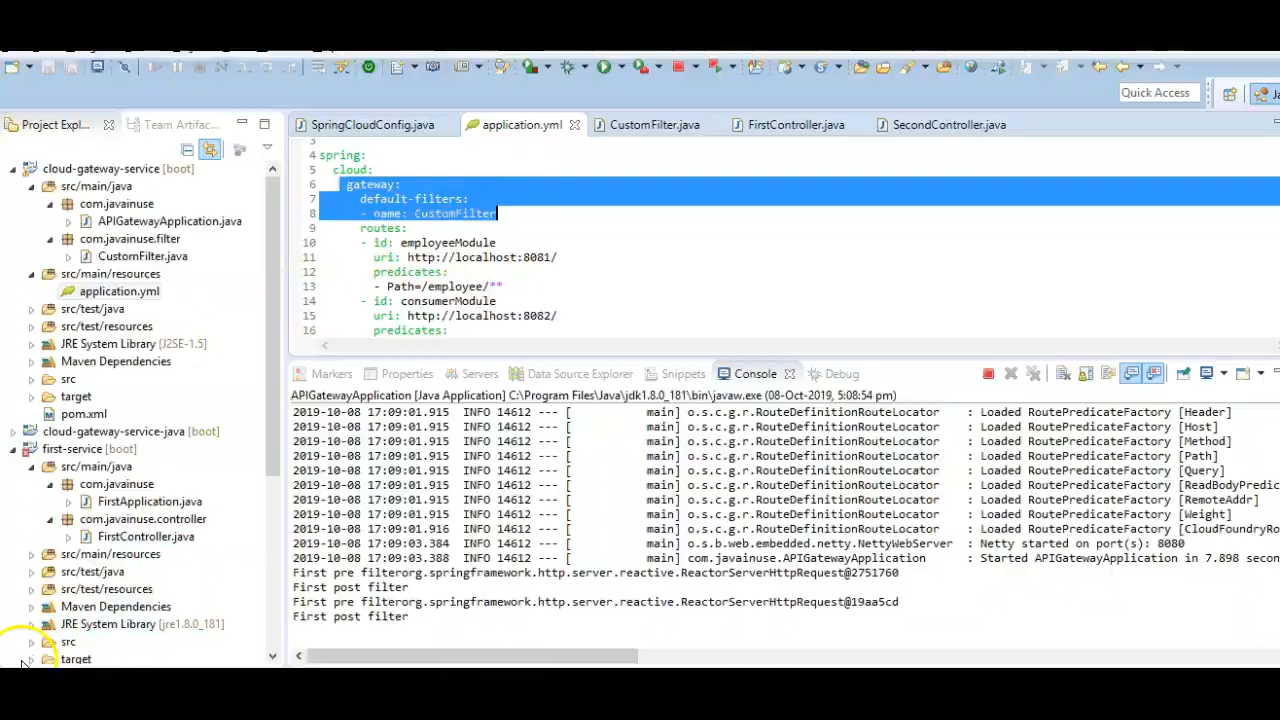 Quick Access
Ja
Project Expl...
Team Artifac...
cloud-gateway-service [boot]
src/main/java
com.javainuse
APIGatewayApplication.java
com.javainuse.filter
CustomFilter.java
src/main/resources
application.yml
src/test/java
src/test/resources
JRE System Library [J2SE-1.5]
Maven Dependencies
src
target
pom.xml
cloud-gateway-service-java [boot]
first-service [boot]
src/main/java
com.javainuse
FirstApplication.java
com.javainuse.controller
FirstController.java
src/main/resources
src/test/java
src/test/resources
Maven Dependencies
JRE System Library [jre1.8.0_181]
src
target
SpringCloudConfig.java
application.yml
CustomFilter.java
FirstController.java
SecondController.java
3
4 spring:
5 cloud:
6 gateway:
7 default-filters:
8 - name: CustomFilter
9 routes:
10 - id: employeeModule
11 uri: http://localhost:8081/
12 predicates:
13 - Path=/employee/**
14 - id: consumerModule
15 uri: http://localhost:8082/
16 predicates:
Markers
Properties
Servers
Data Source Explorer
Snippets
Console
Debug
APIGatewayApplication [Java Application] C:\Program Files\Java\jdk1.8.0_181\bin\javaw.exe (08-Oct-2019, 5:08:54 pm)
2019-10-08 17:09:01.915 INFO 14612 --- [ main] o.s.c.g.r.RouteDefinitionRouteLocator : Loaded RoutePredicateFactory [Header]
2019-10-08 17:09:01.915 INFO 14612 --- [ main] o.s.c.g.r.RouteDefinitionRouteLocator : Loaded RoutePredicateFactory [Host]
2019-10-08 17:09:01.915 INFO 14612 --- [ main] o.s.c.g.r.RouteDefinitionRouteLocator : Loaded RoutePredicateFactory [Method]
2019-10-08 17:09:01.915 INFO 14612 --- [ main] o.s.c.g.r.RouteDefinitionRouteLocator : Loaded RoutePredicateFactory [Path]
2019-10-08 17:09:01.915 INFO 14612 --- [ main] o.s.c.g.r.RouteDefinitionRouteLocator : Loaded RoutePredicateFactory [Query]
2019-10-08 17:09:01.915 INFO 14612 --- [ main] o.s.c.g.r.RouteDefinitionRouteLocator : Loaded RoutePredicateFactory [ReadBodyPredic
2019-10-08 17:09:01.915 INFO 14612 --- [ main] o.s.c.g.r.RouteDefinitionRouteLocator : Loaded RoutePredicateFactory [RemoteAddr]
2019-10-08 17:09:01.915 INFO 14612 --- [ main] o.s.c.g.r.RouteDefinitionRouteLocator : Loaded RoutePredicateFactory [Weight]
2019-10-08 17:09:01.916 INFO 14612 --- [ main] o.s.c.g.r.RouteDefinitionRouteLocator : Loaded RoutePredicateFactory [CloudFoundryRo
2019-10-08 17:09:03.384 INFO 14612 --- [ main] o.s.b.web.embedded.netty.NettyWebServer : Netty started on port(s): 8080
2019-10-08 17:09:03.388 INFO 14612 --- [ main] com.javainuse.APIGatewayApplication : Started APIGatewayApplication in 7.898 secon
First pre filterorg.springframework.http.server.reactive.ReactorServerHttpRequest@2751760
First post filter
First pre filterorg.springframework.http.server.reactive.ReactorServerHttpRequest@19aa5cd
First post filter